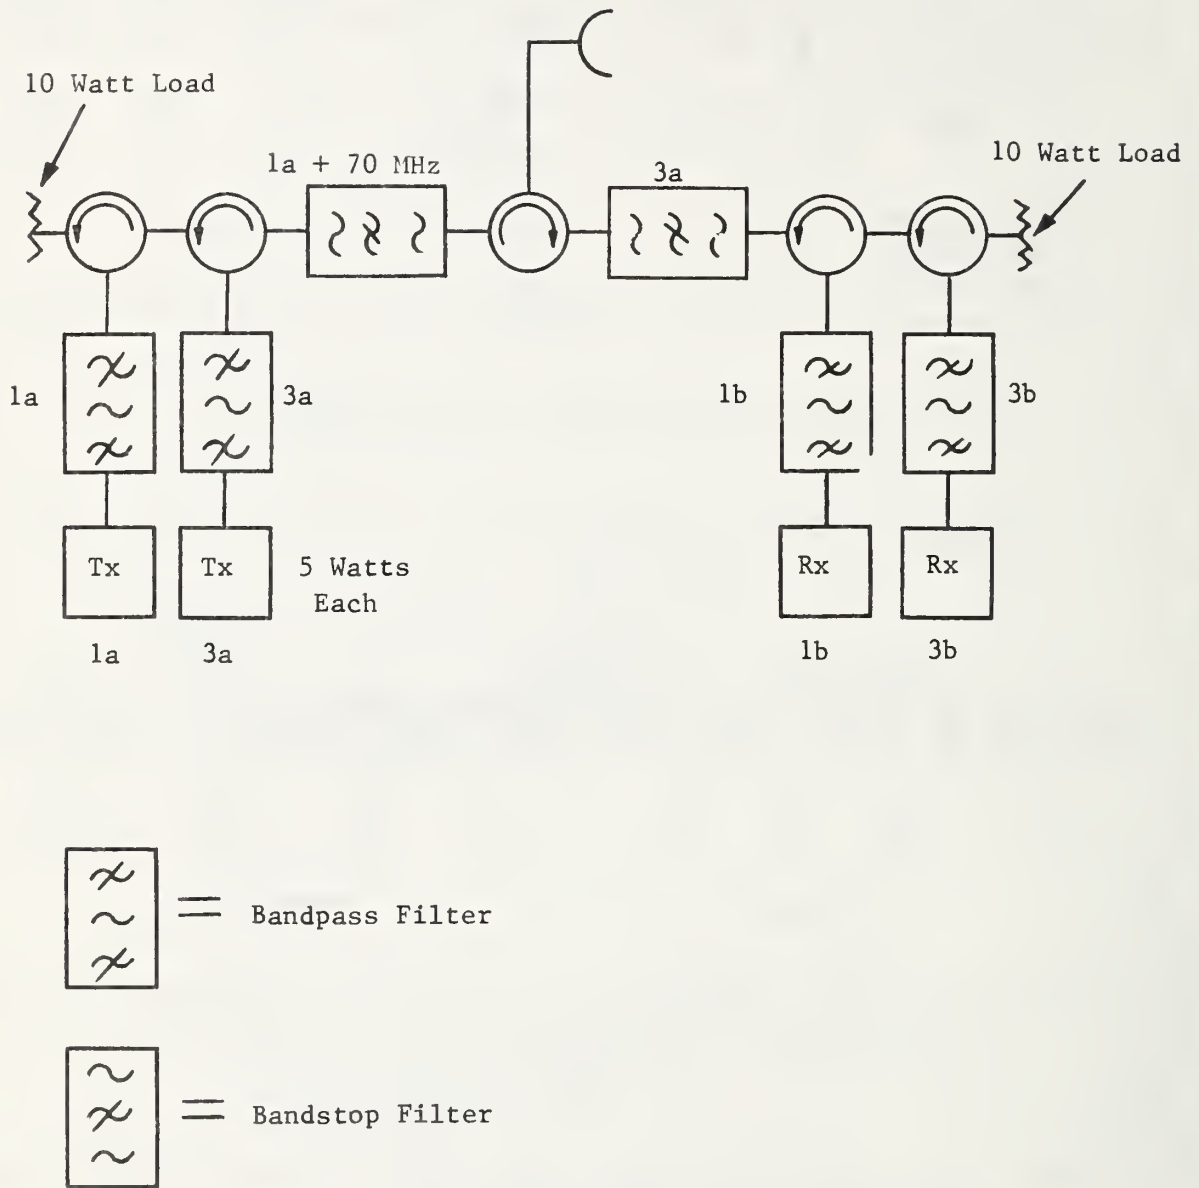 10 Watt Load
1a + 70 MHz
3a
10 Watt Load
1a
3a
1b
3b
Tx
Tx
5 Watts
Each
Rx
Rx
1a
3a
1b
3b
= Bandpass Filter
= Bandstop Filter